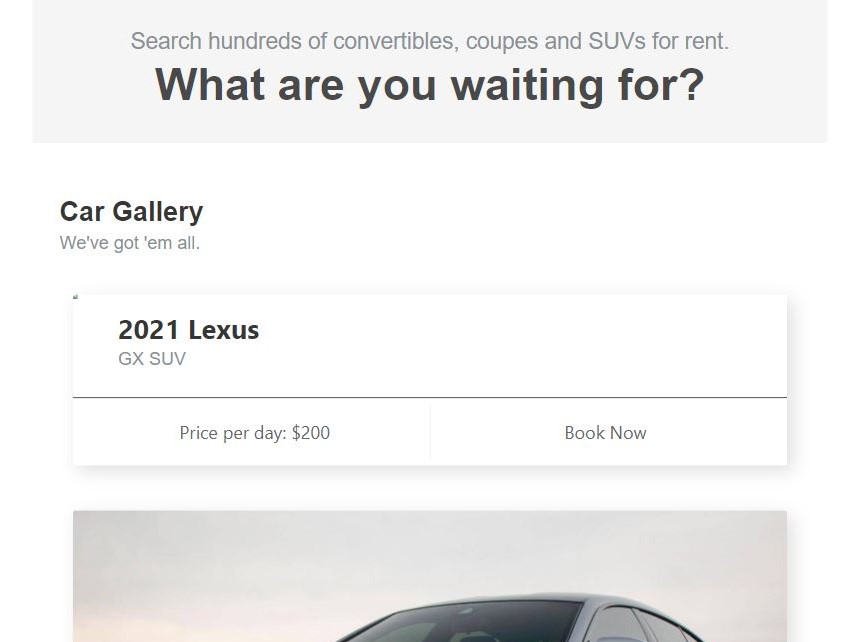 Search hundreds of convertibles, coupes and SUVs for rent.
What are you waiting for?
Car Gallery
We've got 'em all.
2021 Lexus
GX SUV
Price per day: $200
Book Now